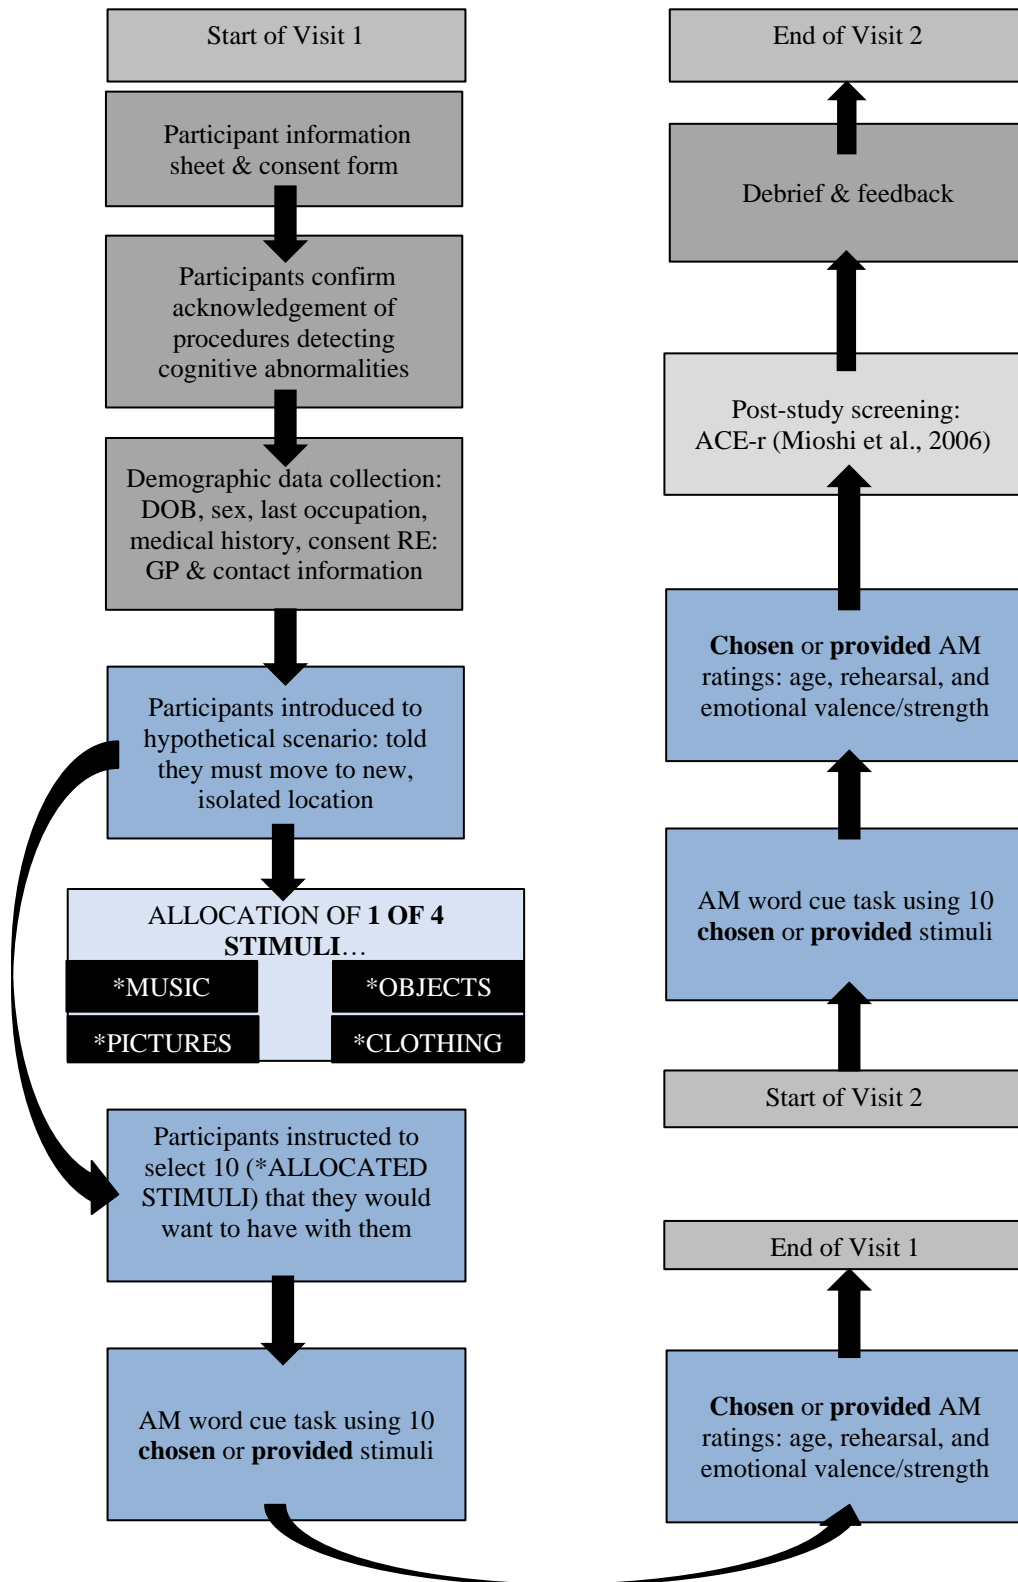 Start of Visit 1
Participant information
sheet & consent form
Participants confirm
acknowledgement of
procedures detecting
cognitive abnormalities
Demographic data collection:
DOB, sex, last occupation,
medical history, consent RE:
GP & contact information
Participants introduced to
hypothetical scenario: told
they must move to new,
isolated location
ALLOCATION OF 1 OF 4
STIMULI…
*MUSIC
*OBJECTS
*PICTURES
*CLOTHING
Participants instructed to
select 10 (*ALLOCATED
STIMULI) that they would
want to have with them
AM word cue task using 10
chosen or provided stimuli
Chosen or provided AM
ratings: age, rehearsal, and
emotional valence/strength
End of Visit 1
Start of Visit 2
AM word cue task using 10
chosen or provided stimuli
Chosen or provided AM
ratings: age, rehearsal, and
emotional valence/strength
Post-study screening:
ACE-r (Mioshi et al., 2006)
Debrief & feedback
End of Visit 2